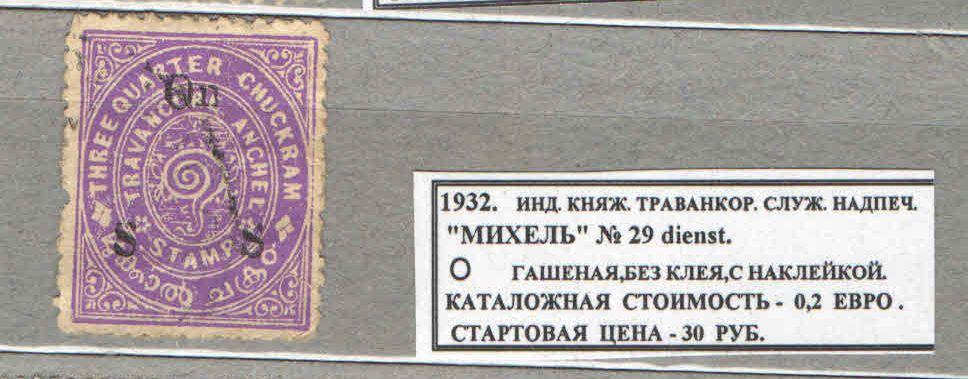 THREE QUARTER CHUCKRAM
TRAVANCORE ANCHEL
STAMP
On
S S
1932. ИНД. КНЯЖ. ТРАВАНКОР. СЛУЖ. НАДПЕЧ.
"МИХЕЛЬ" № 29 dienst.
О ГАШЕНАЯ,БЕЗ КЛЕЯ,С НАКЛЕЙКОЙ.
КАТАЛОЖНАЯ СТОИМОСТЬ - 0,2 ЕВРО .
СТАРТОВАЯ ЦЕНА - 30 РУБ.